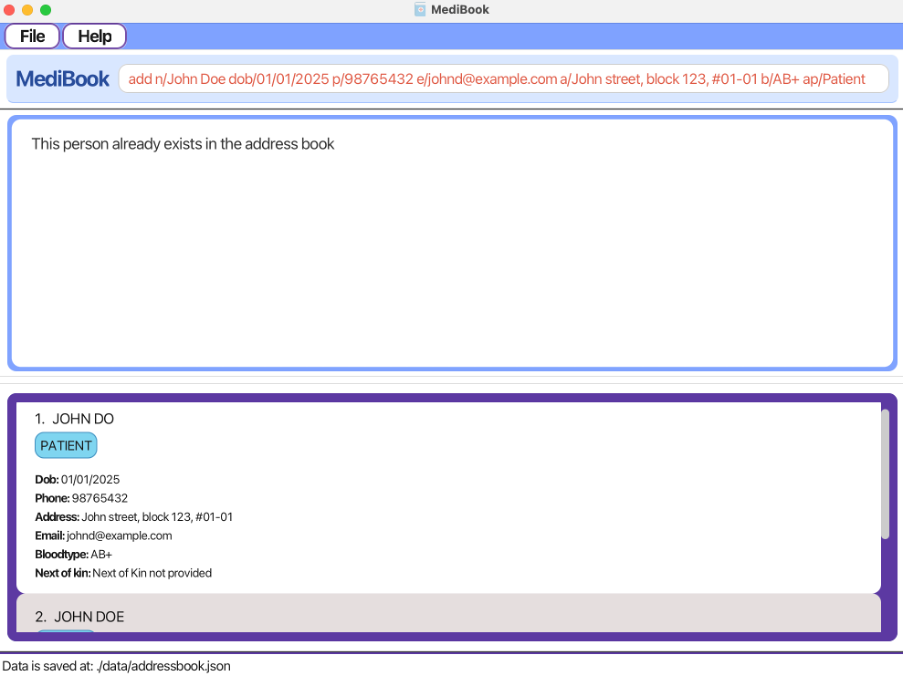 MediBook
File Help
MediBook add n/John Doe dob/01/01/2025 p/98765432 e/johnd@example.com a/John street, block 123, #01-01 b/AB+ ap/Patient
This person already exists in the address book
1. JOHN DO
PATIENT
Dob: 01/01/2025
Phone: 98765432
Address: John street, block 123, #01-01
Email: johnd@example.com
Bloodtype: AB+
Next of kin: Next of Kin not provided
2. JOHN DOE
Data is saved at: ./data/addressbook.json